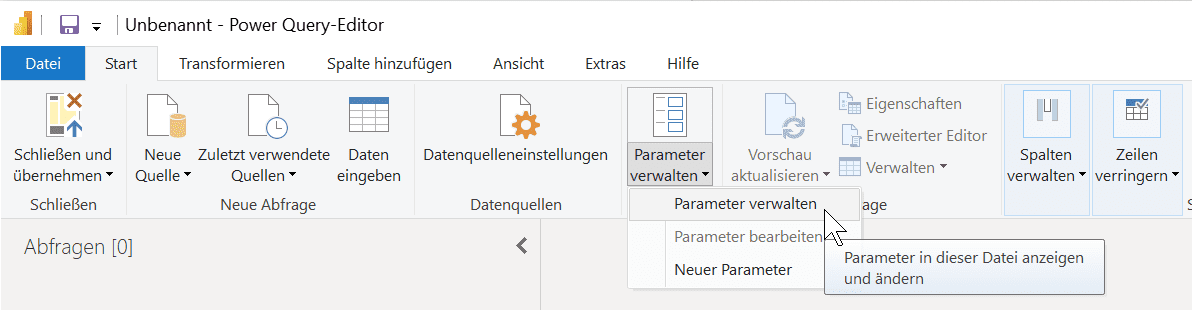 Unbenannt - Power Query-Editor
Datei Start Transformieren Spalte hinzufügen Ansicht Extras Hilfe
Schließen und
übernehmen
Neue
Quelle
Zuletzt verwendete
Quellen
Daten
eingeben
Datenquelleneinstellungen
Parameter
verwalten
Vorschau
aktualisieren
Eigenschaften
Erweiterter Editor
Verwalten
Spalten
verwalten
Zeilen
verringern
Schließen
Neue Abfrage
Datenquellen
age
S
Parameter verwalten
Parameter bearbeiten
Neuer Parameter
Parameter in dieser Datei anzeigen
und ändern
Abfragen [0]